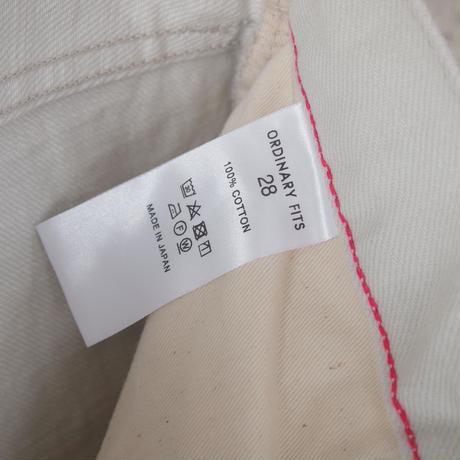 ORDINARY FITS
28
100% COTTON
F W
MADE IN JAPAN